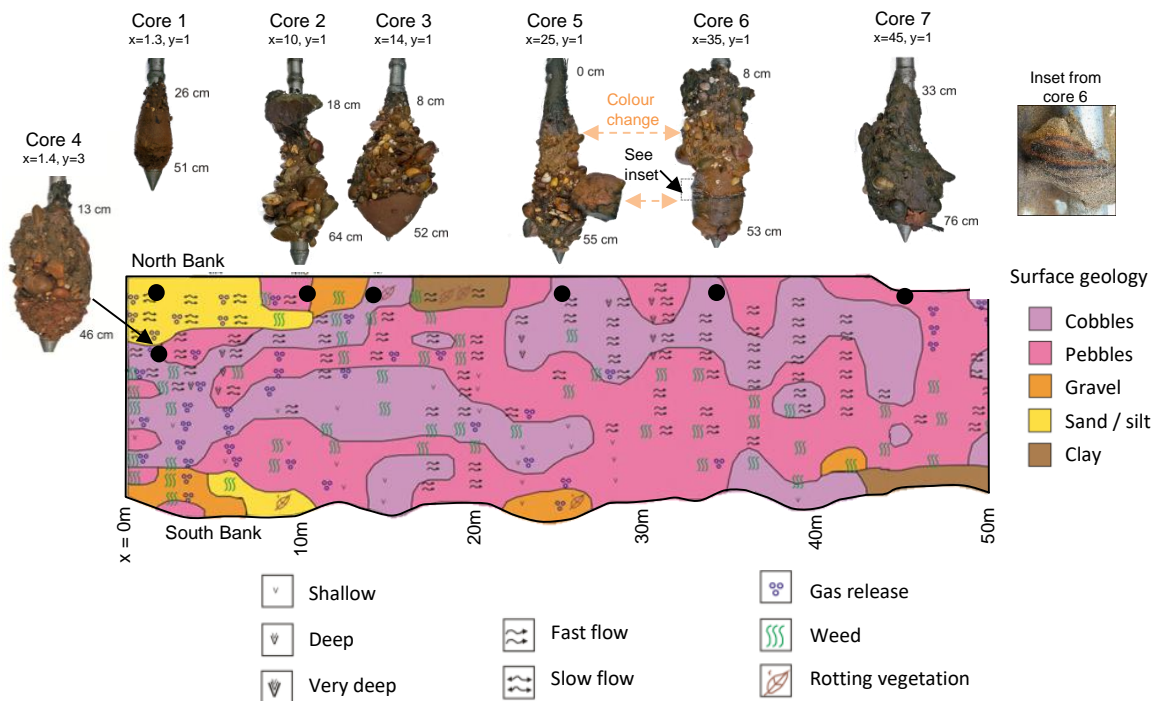 Core 1
x=1.3, y=1
26 cm
51 cm
Core 2
x=10, y=1
18 cm
64 cm
Core 3
x=14, y=1
8 cm
52 cm
Core 4
x=1.4, y=3
13 cm
46 cm
Core 5
x=25, y=1
0 cm
55 cm
Colour
change
See
inset
Core 6
x=35, y=1
8 cm
53 cm
Core 7
x=45, y=1
33 cm
76 cm
Inset from
core 6
North Bank
South Bank
x = 0m
10m
20m
30m
40m
50m
Surface geology
Cobbles
Pebbles
Gravel
Sand / silt
Clay
Shallow
Deep
Very deep
Fast flow
Slow flow
Gas release
Weed
Rotting vegetation